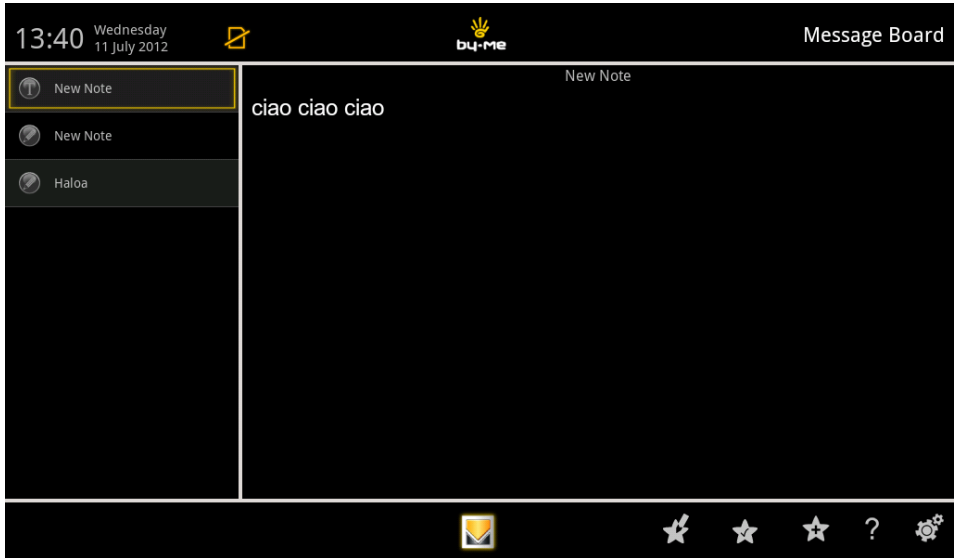 13:40
Wednesday
11 July 2012
by-me
Message Board
New Note
New Note
Haloa
New Note
ciao ciao ciao
?